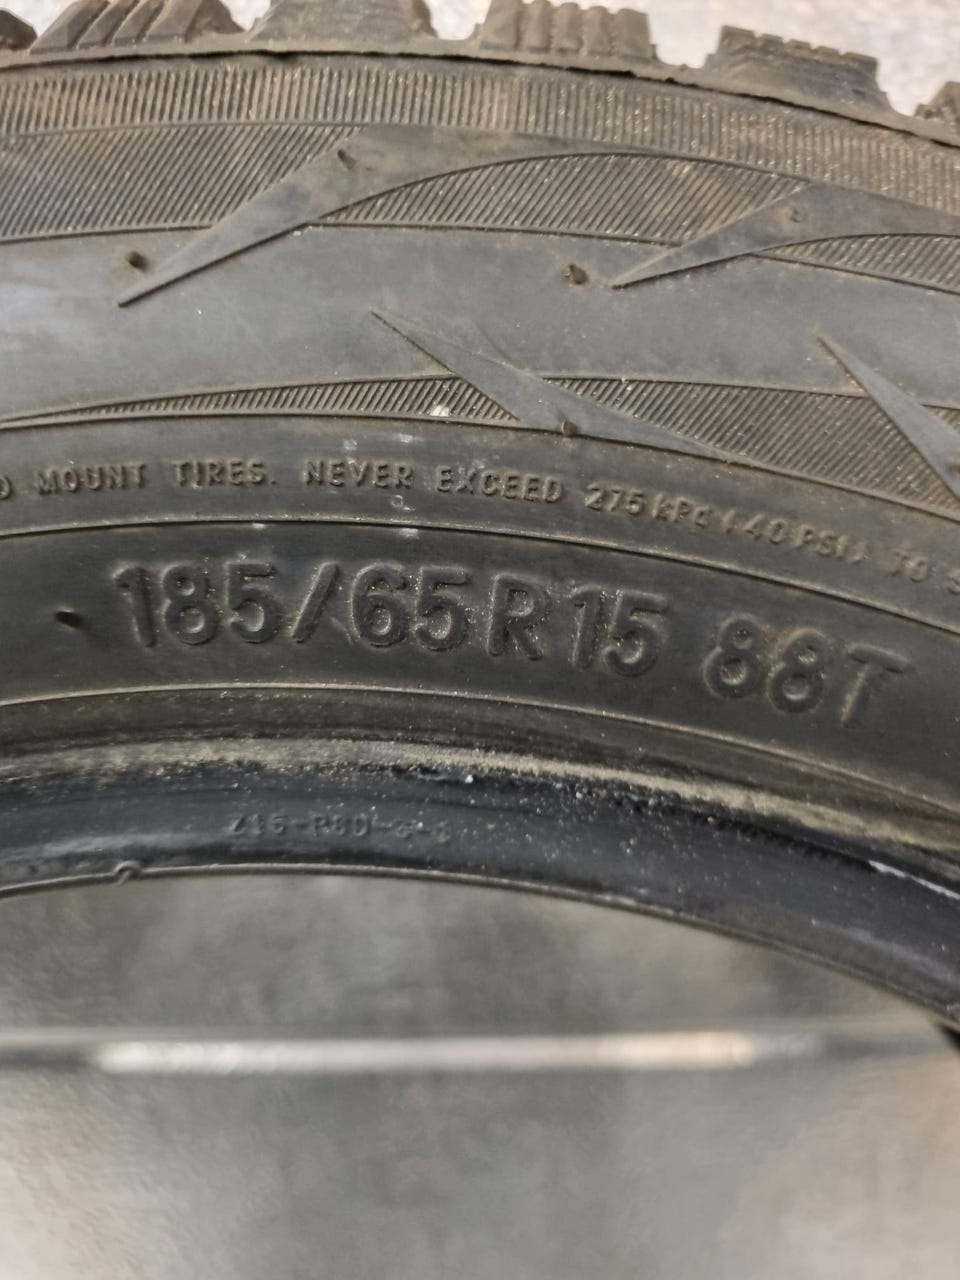 MOUNT TIRES. NEVER EXCEED 275 kPa (40 PSI) TO
185/65R15 88T